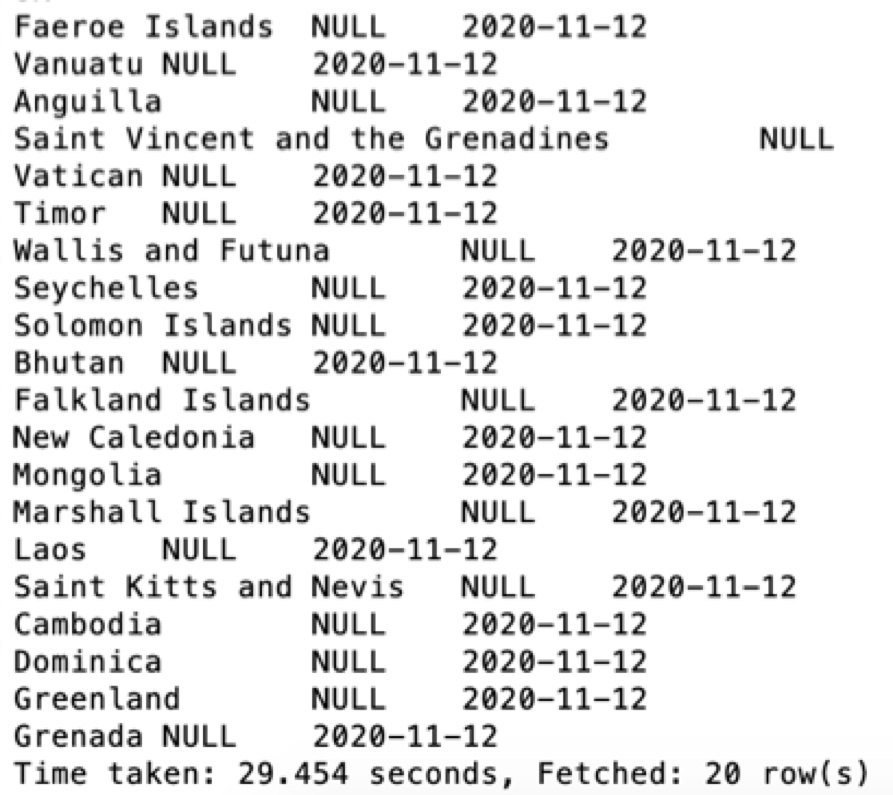 Faeroe Islands NULL 2020-11-12
Vanuatu NULL 2020-11-12
Anguilla NULL 2020-11-12
Saint Vincent and the Grenadines NULL
Vatican NULL 2020-11-12
Timor NULL 2020-11-12
Wallis and Futuna NULL 2020-11-12
Seychelles NULL 2020-11-12
Solomon Islands NULL 2020-11-12
Bhutan NULL 2020-11-12
Falkland Islands NULL 2020-11-12
New Caledonia NULL 2020-11-12
Mongolia NULL 2020-11-12
Marshall Islands NULL 2020-11-12
Laos NULL 2020-11-12
Saint Kitts and Nevis NULL 2020-11-12
Cambodia NULL 2020-11-12
Dominica NULL 2020-11-12
Greenland NULL 2020-11-12
Grenada NULL 2020-11-12
Time taken: 29.454 seconds, Fetched: 20 row(s)